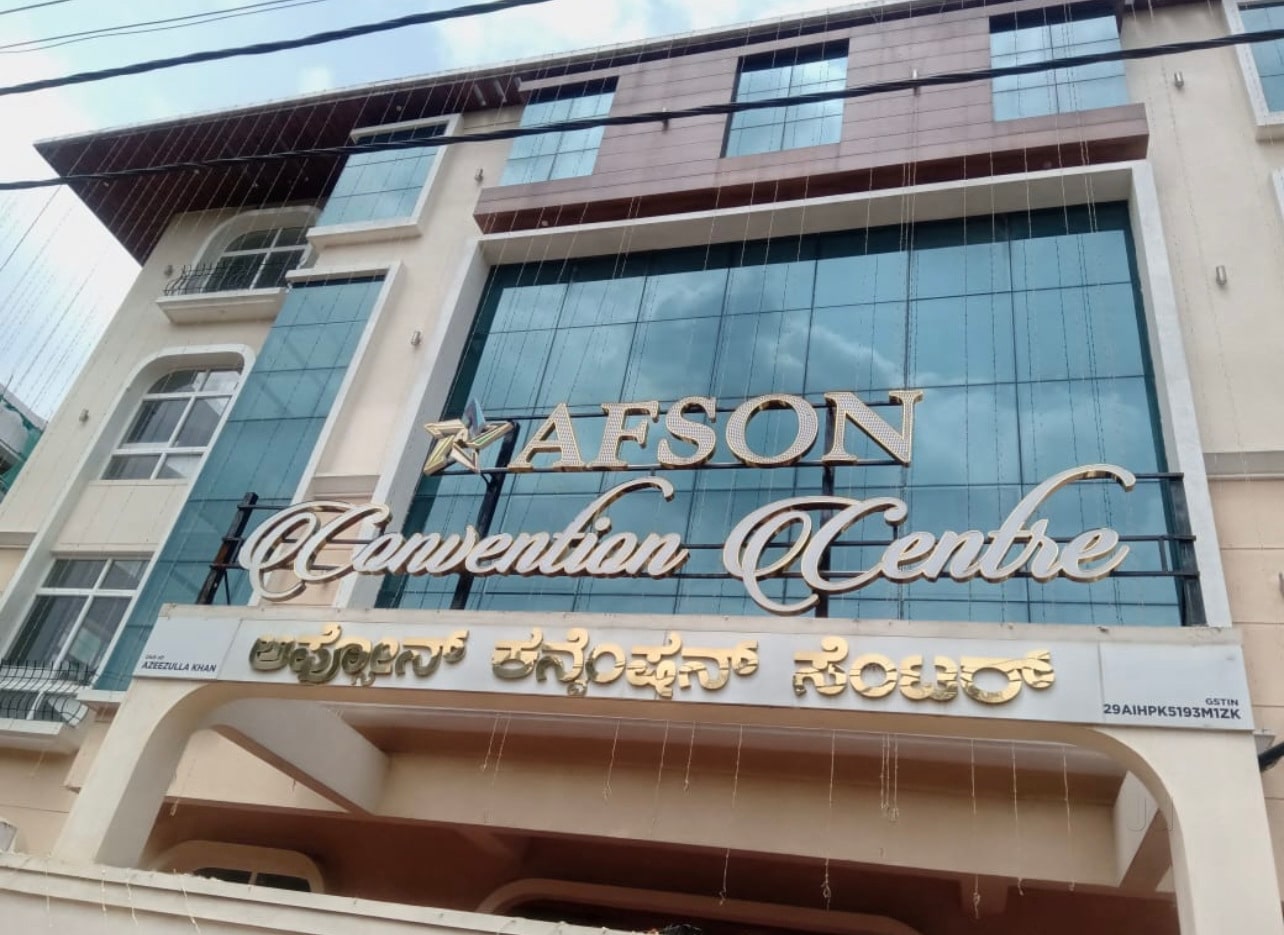 AFSON
Convention Centre
ಅಫ್ಸೋನ್ ಕನ್ವೆಂಷನ್ ಸೆಂಟರ್
AZEEZULLA KHAN
GSTIN
29AIHPK5193M1ZK